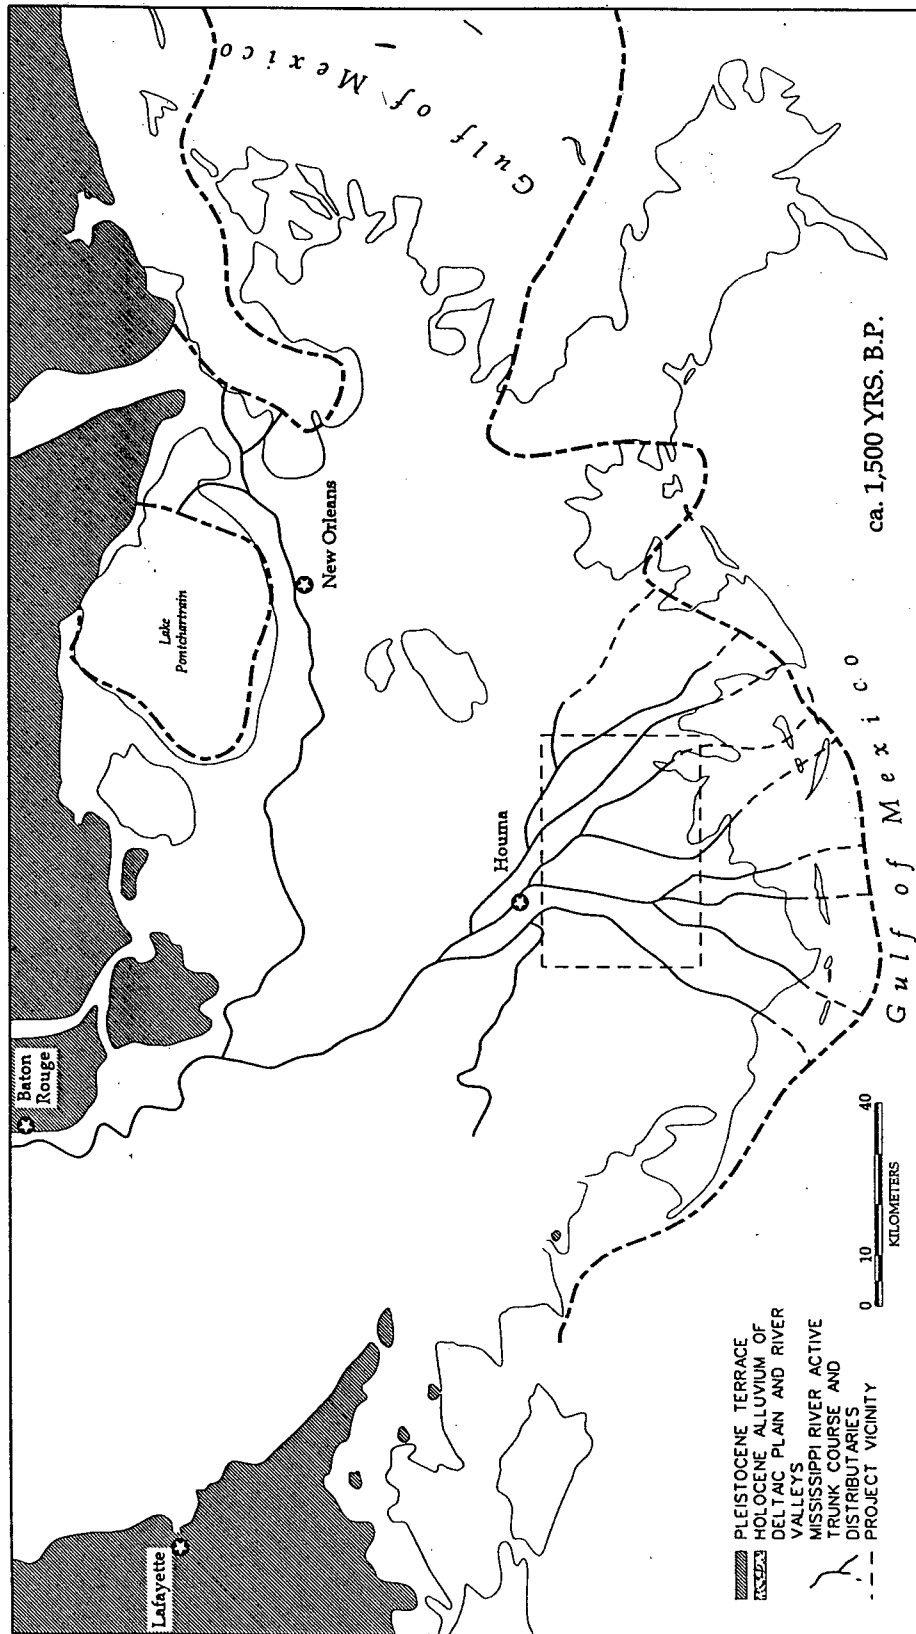 Baton
Rouge
Lafayette
Lake
Pontchartrain
New Orleans
Houma
Gulf of Mexico
Gulf of Mexico
ca. 1,500 YRS. B.P.
PLEISTOCENE TERRACE
HOLOCENE ALLUVIUM OF
DELTAIC PLAIN AND RIVER
VALLEYS
MISSISSIPPI RIVER ACTIVE
TRUNK COURSE AND
DISTRIBUTARIES
PROJECT VICINITY
0 10 40
KILOMETERS